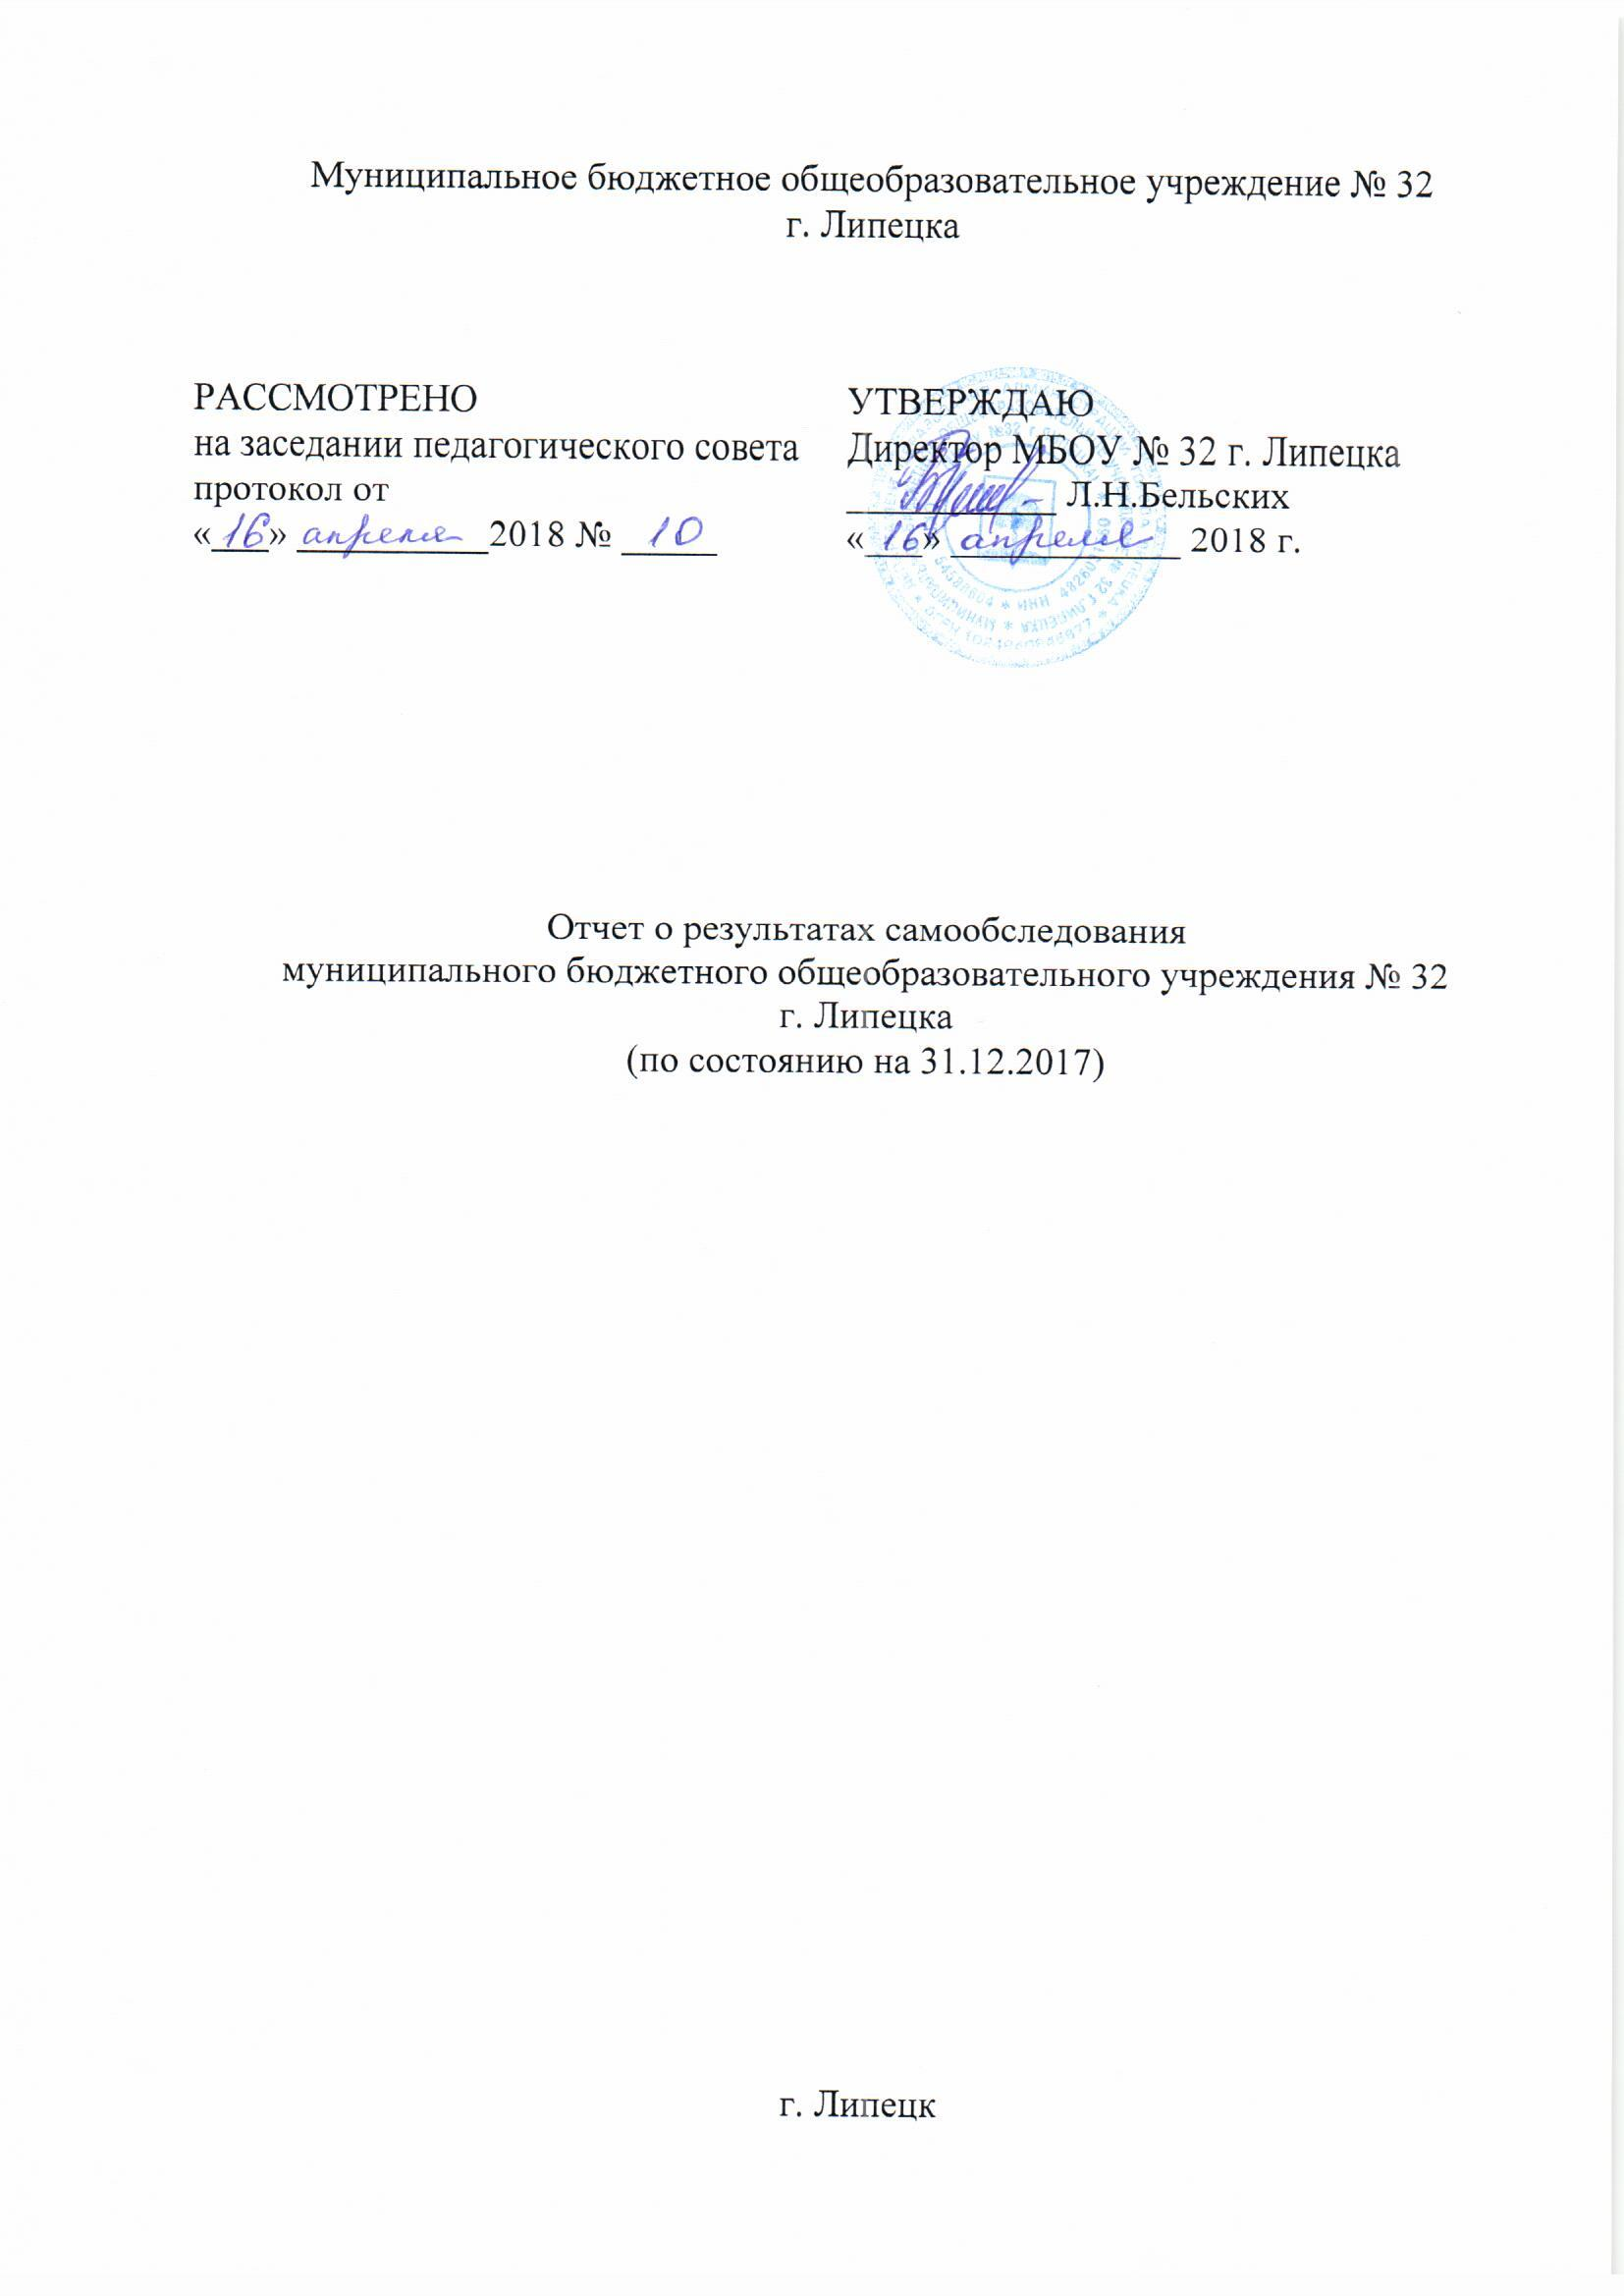 Муниципальное бюджетное общеобразовательное учреждение № 32
г. Липецка
РАССМОТРЕНО
на заседании педагогического совета
протокол от
«16» апреля 2018 № 10
УТВЕРЖДАЮ
Директор МБОУ № 32 г. Липецка
Л.Н.Бельских
«16» апреля 2018 г.
Отчет о результатах самообследования
муниципального бюджетного общеобразовательного учреждения № 32
г. Липецка
(по состоянию на 31.12.2017)
г. Липецк